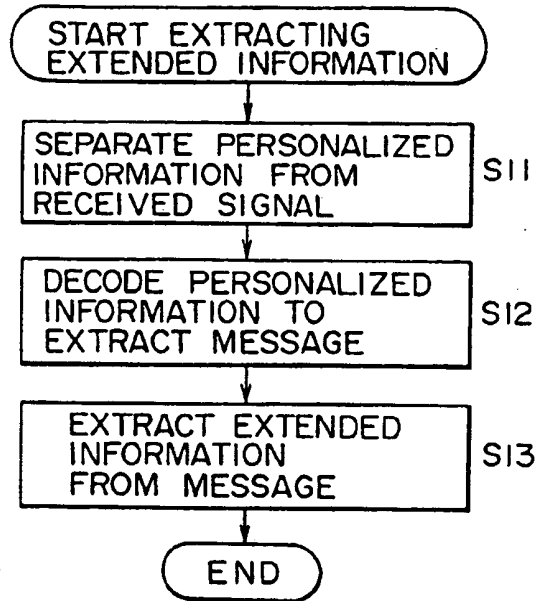 START EXTRACTING
EXTENDED INFORMATION
SEPARATE PERSONALIZED
INFORMATION FROM
RECEIVED SIGNAL
S11
DECODE PERSONALIZED
INFORMATION TO
EXTRACT MESSAGE
S12
EXTRACT EXTENDED
INFORMATION
FROM MESSAGE
S13
END